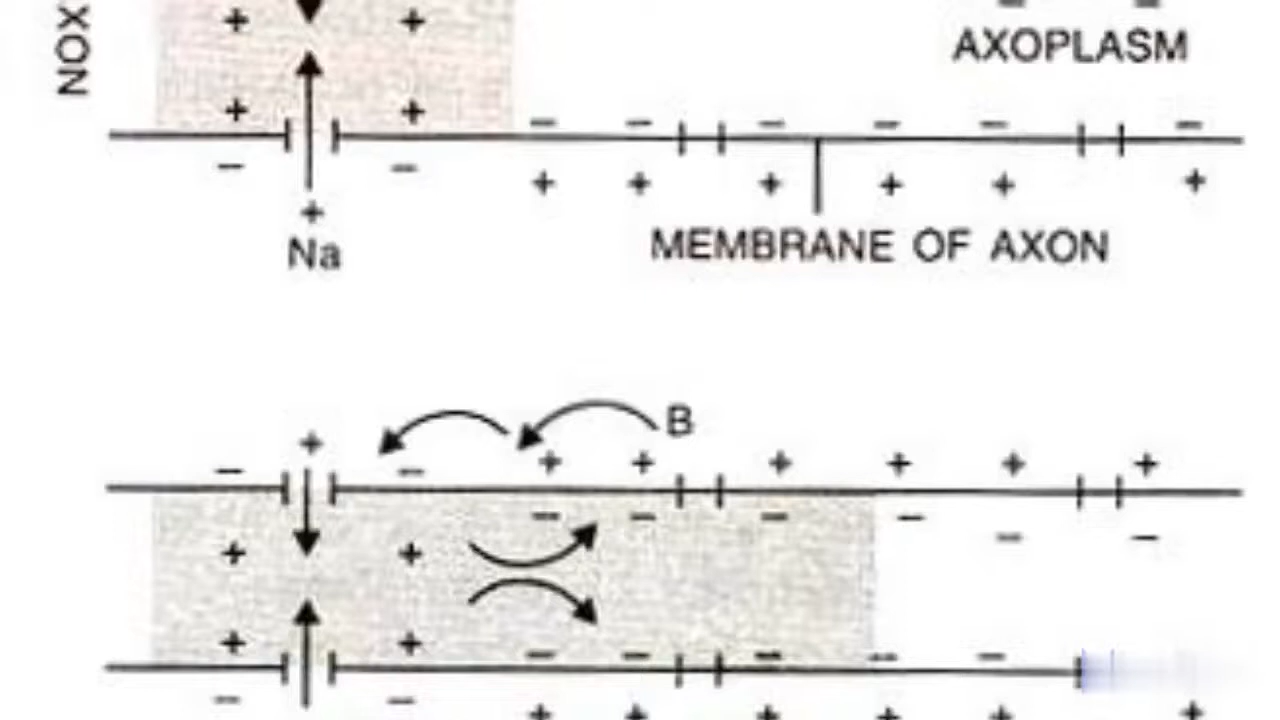 NOX
+ +
AXOPLASM
+ +
− − − − − −
− −
+ + + + + +
+
Na
MEMBRANE OF AXON
B
+
− −
+ + + + + +
− − − − − −
+ +
+ +
− − − − −
− −
+ + + + + +